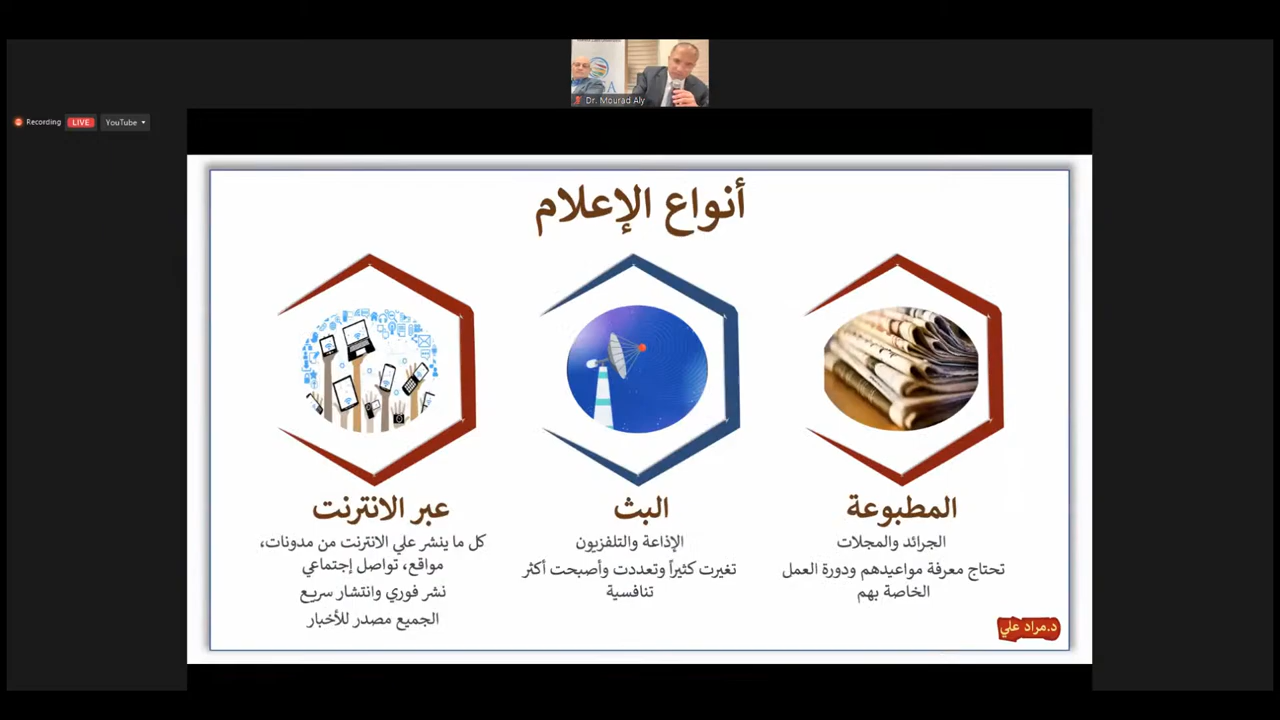 Dr. Mourad Aly
Recording
LIVE
YouTube
أنواع الإعلام
المطبوعة
الجرائد والمجلات
تحتاج معرفة مواعيدهم ودورة العمل
الخاصة بهم
البث
الإذاعة والتلفزيون
تغيرت كثيراً وتعددت وأصبحت أكثر
تنافسية
عبر الانترنت
كل ما ينشر علي الانترنت من مدونات،
مواقع، تواصل إجتماعي
نشر فوري وانتشار سريع
الجميع مصدر للأخبار
د.مراد علي